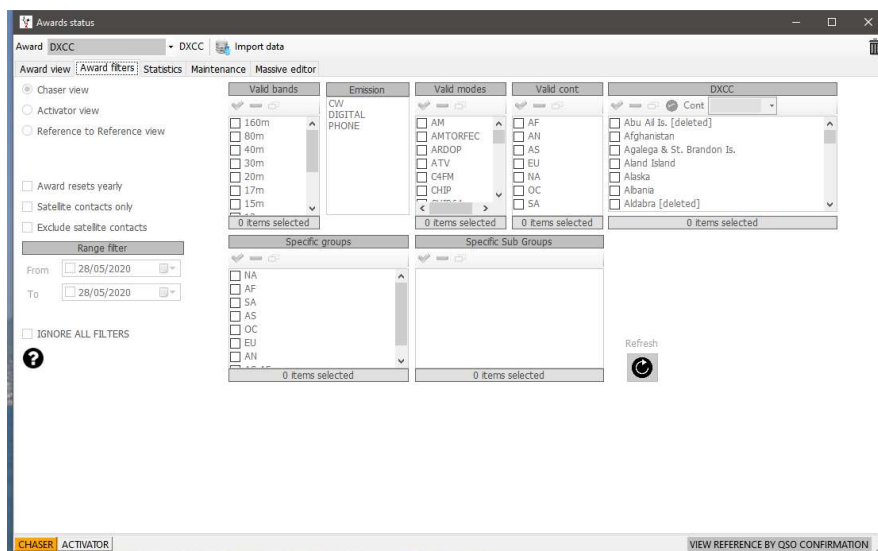 Awards status
Award DXCC DXCC Import data
Award view Award filters Statistics Maintenance Massive editor
Chaser view
Activator view
Reference to Reference view
Award resets yearly
Satellite contacts only
Exclude satellite contacts
Range filter
From 28/05/2020
To 28/05/2020
IGNORE ALL FILTERS
Valid bands
160m
80m
40m
30m
20m
17m
15m
0 items selected
Emission
CW
DIGITAL
PHONE
Valid modes
AM
AMTORFEC
ARDOP
ATV
C4FM
CHIP
0 items selected
Valid cont
AF
AN
AS
EU
NA
OC
SA
0 items selected
DXCC
Cont
Abu Ail Is. [deleted]
Afghanistan
Agalega & St. Brandon Is.
Aland Island
Alaska
Albania
Aldabra [deleted]
0 items selected
Specific groups
NA
AF
SA
AS
OC
EU
AN
0 items selected
Specific Sub Groups
0 items selected
Refresh
CHASER ACTIVATOR
VIEW REFERENCE BY QSO CONFIRMATION